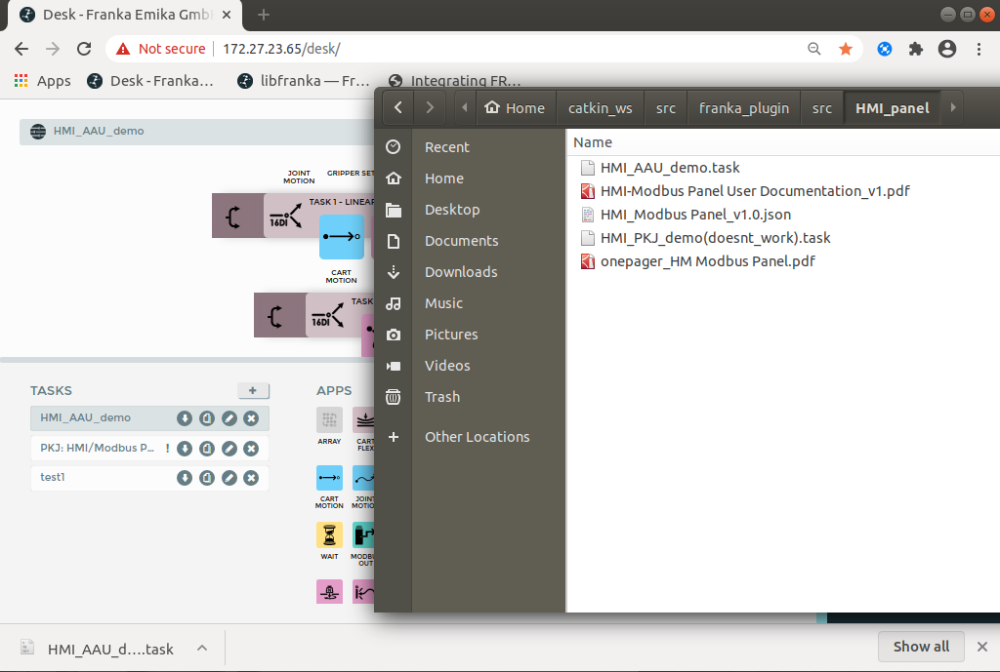 Desk - Franka Emika Gmb
Not secure
172.27.23.65/desk/
Apps
Desk - Franka...
libfranka — Fr...
Integrating FR...
HMI_AAU_demo
JOINT MOTION
GRIPPER SET
TASK 1 - LINEAR
16DI
CART MOTION
TASK
16DI
TASKS
+
HMI_AAU_demo
PKJ: HMI/Modbus P... !
test1
APPS
ARRAY
CART FLEX
CART MOTION
JOINT MOTION
WAIT
MODBUS OUT
Home
catkin_ws
src
franka_plugin
src
HMI_panel
Recent
Home
Desktop
Documents
Downloads
Music
Pictures
Videos
Trash
+ Other Locations
Name
HMI_AAU_demo.task
HMI-Modbus Panel User Documentation_v1.pdf
HMI_Modbus Panel_v1.0.json
HMI_PKJ_demo(doesnt_work).task
onepager_HM Modbus Panel.pdf
HMI_AAU_d....task
Show all